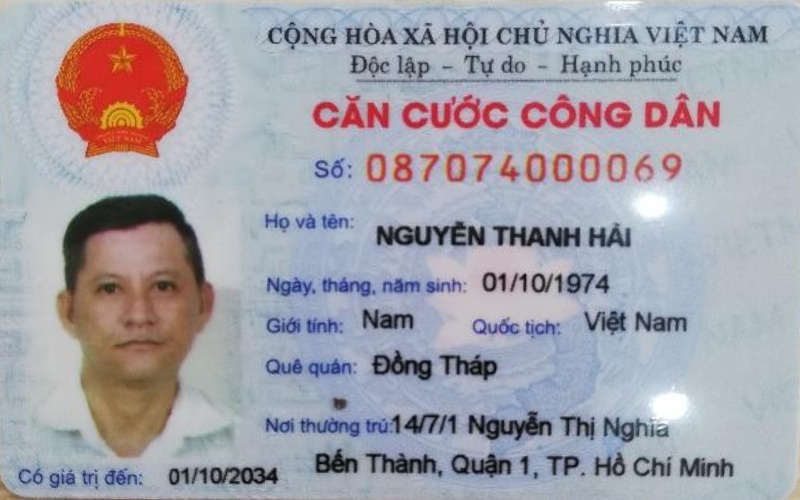 CỘNG HÒA XÃ HỘI CHỦ NGHĨA VIỆT NAM
Độc lập - Tự do - Hạnh phúc
CĂN CƯỚC CÔNG DÂN
Số: 087074000069
Họ và tên: NGUYỄN THANH HẢI
Ngày, tháng, năm sinh: 01/10/1974
Giới tính: Nam Quốc tịch: Việt Nam
Quê quán: Đồng Tháp
Nơi thường trú: 14/7/1 Nguyễn Thị Nghĩa
Bến Thành, Quận 1, TP. Hồ Chí Minh
Có giá trị đến: 01/10/2034